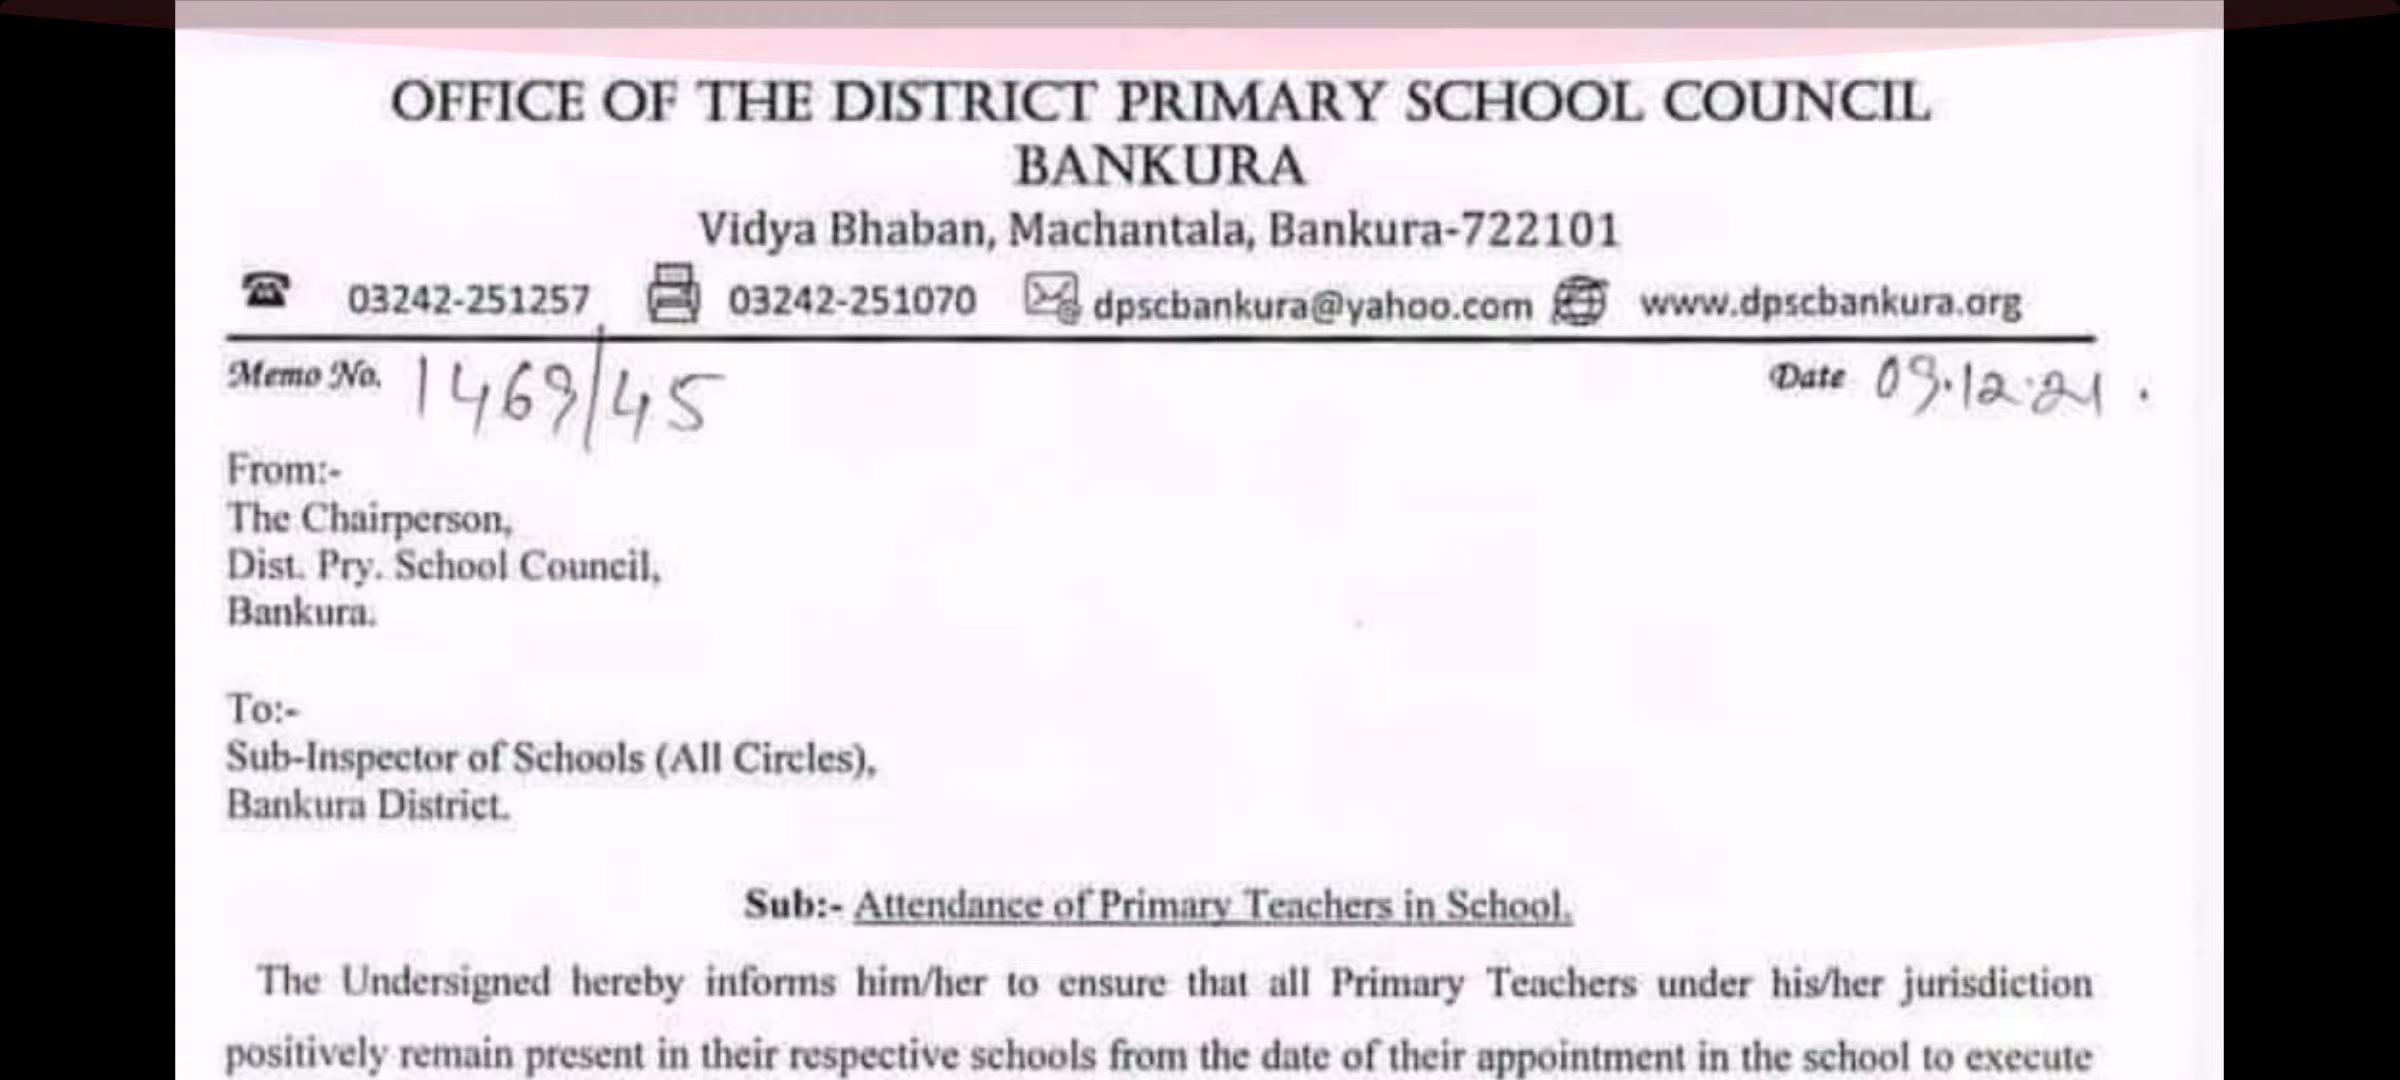 OFFICE OF THE DISTRICT PRIMARY SCHOOL COUNCIL
BANKURA
Vidya Bhaban, Machantala, Bankura-722101
03242-251257 03242-251070 dpscbankura@yahoo.com www.dpscbankura.org
Memo No. 1469/45 Date 09.12.21.
From:-
The Chairperson,
Dist. Pry. School Council,
Bankura.
To:-
Sub-Inspector of Schools (All Circles),
Bankura District.
Sub:- Attendance of Primary Teachers in School.
The Undersigned hereby informs him/her to ensure that all Primary Teachers under his/her jurisdiction
positively remain present in their respective schools from the date of their appointment in the school to execute